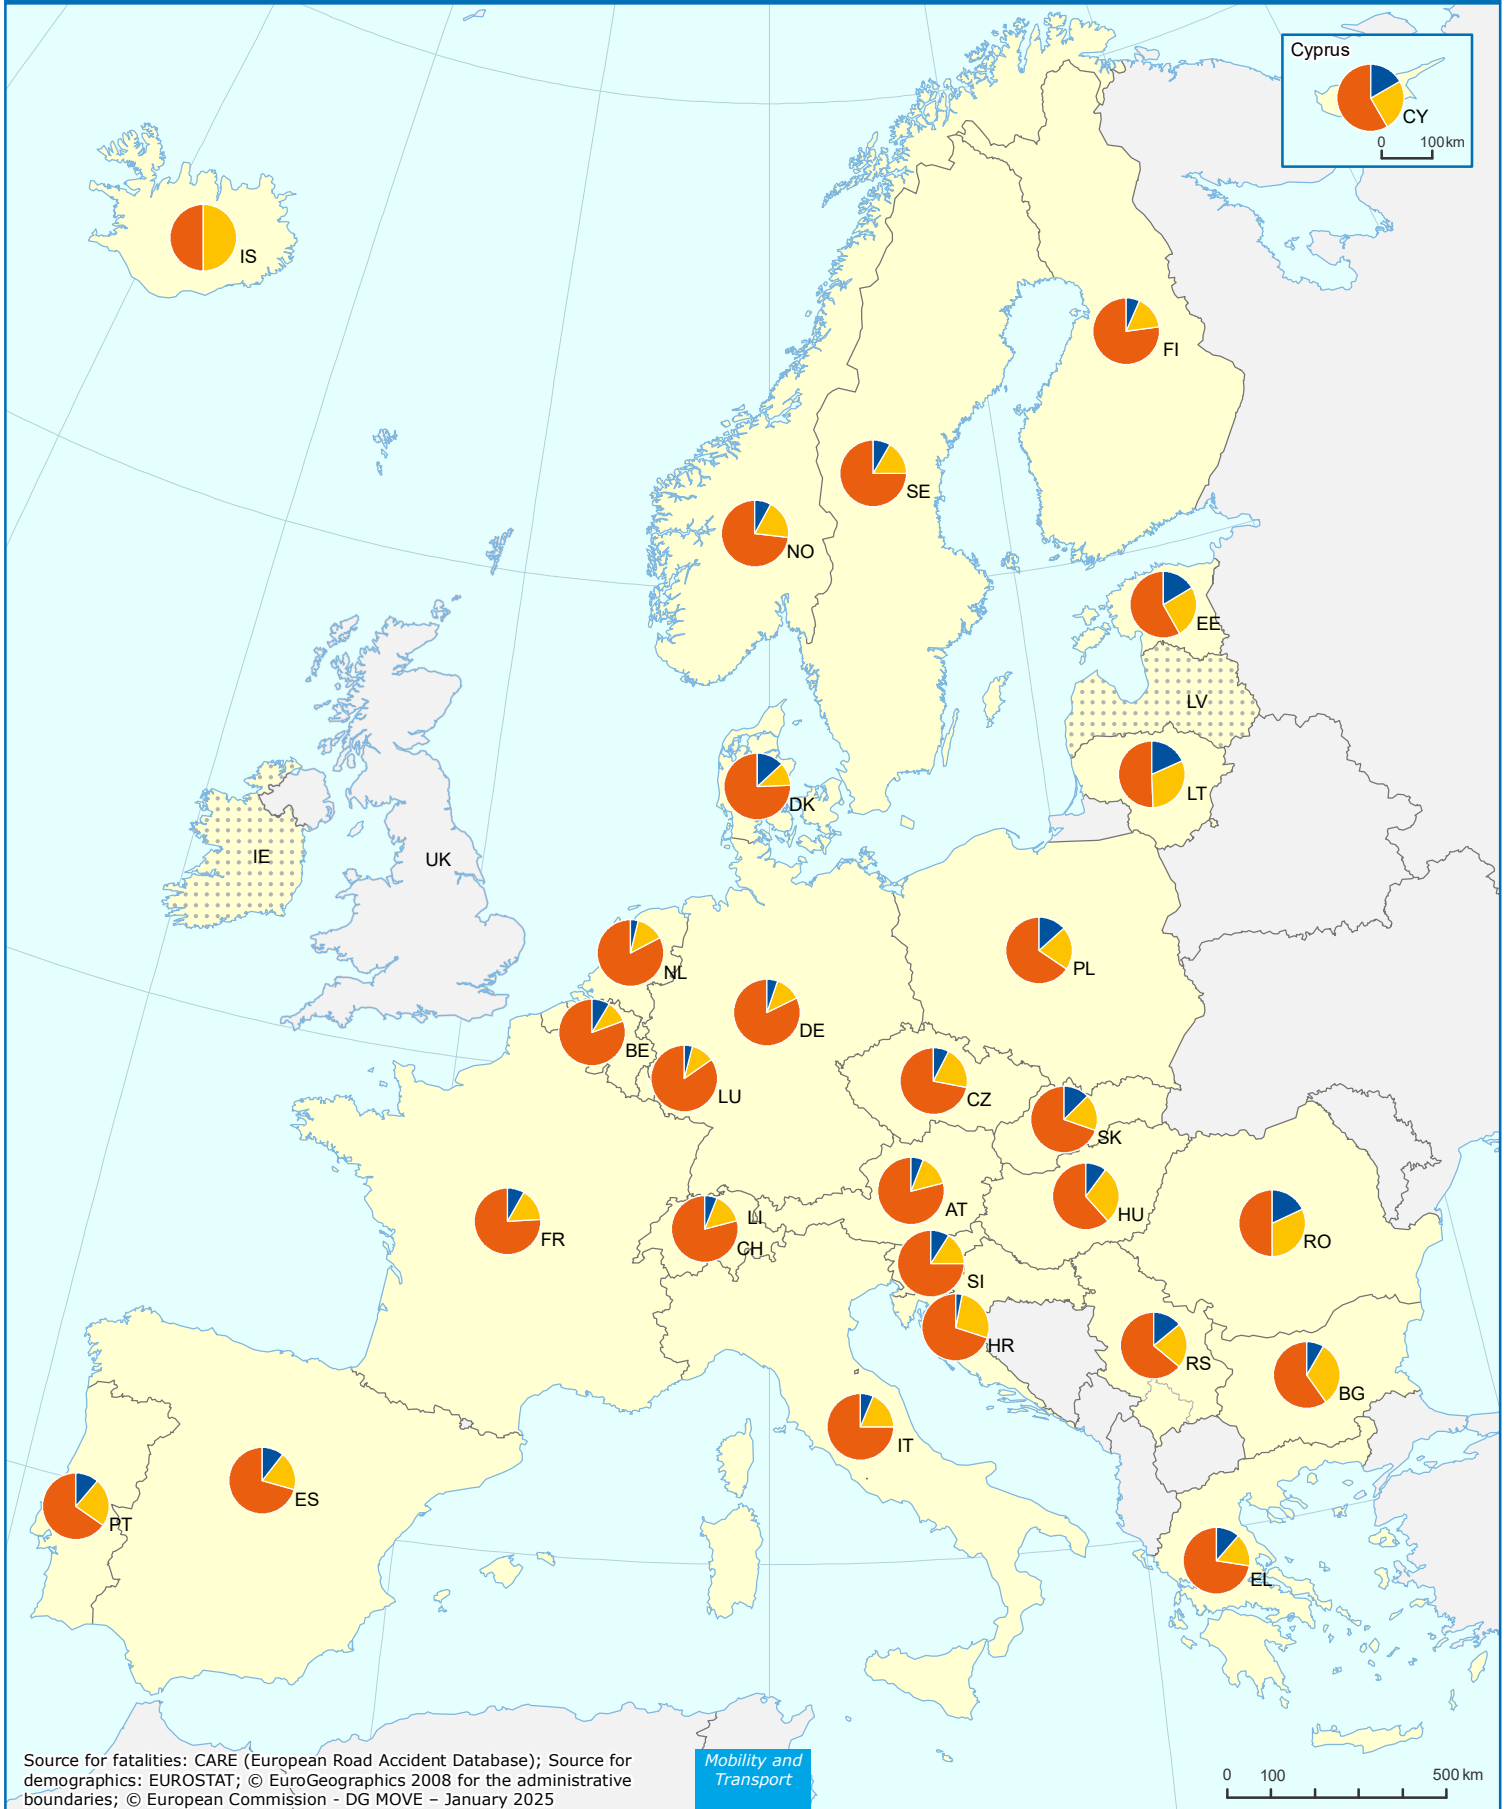 Cyprus
CY
0 100 km
IS
FI
SE
NO
EE
LV
LT
DK
IE
UK
NL
PL
DE
BE
LU
CZ
SK
AT
HU
LI
CH
FR
RO
SI
HR
RS
BG
IT
ES
PT
EL
Source for fatalities: CARE (European Road Accident Database); Source for
demographics: EUROSTAT; © EuroGeographics 2008 for the administrative
boundaries; © European Commission - DG MOVE – January 2025
Mobility and
Transport
0 100 500 km